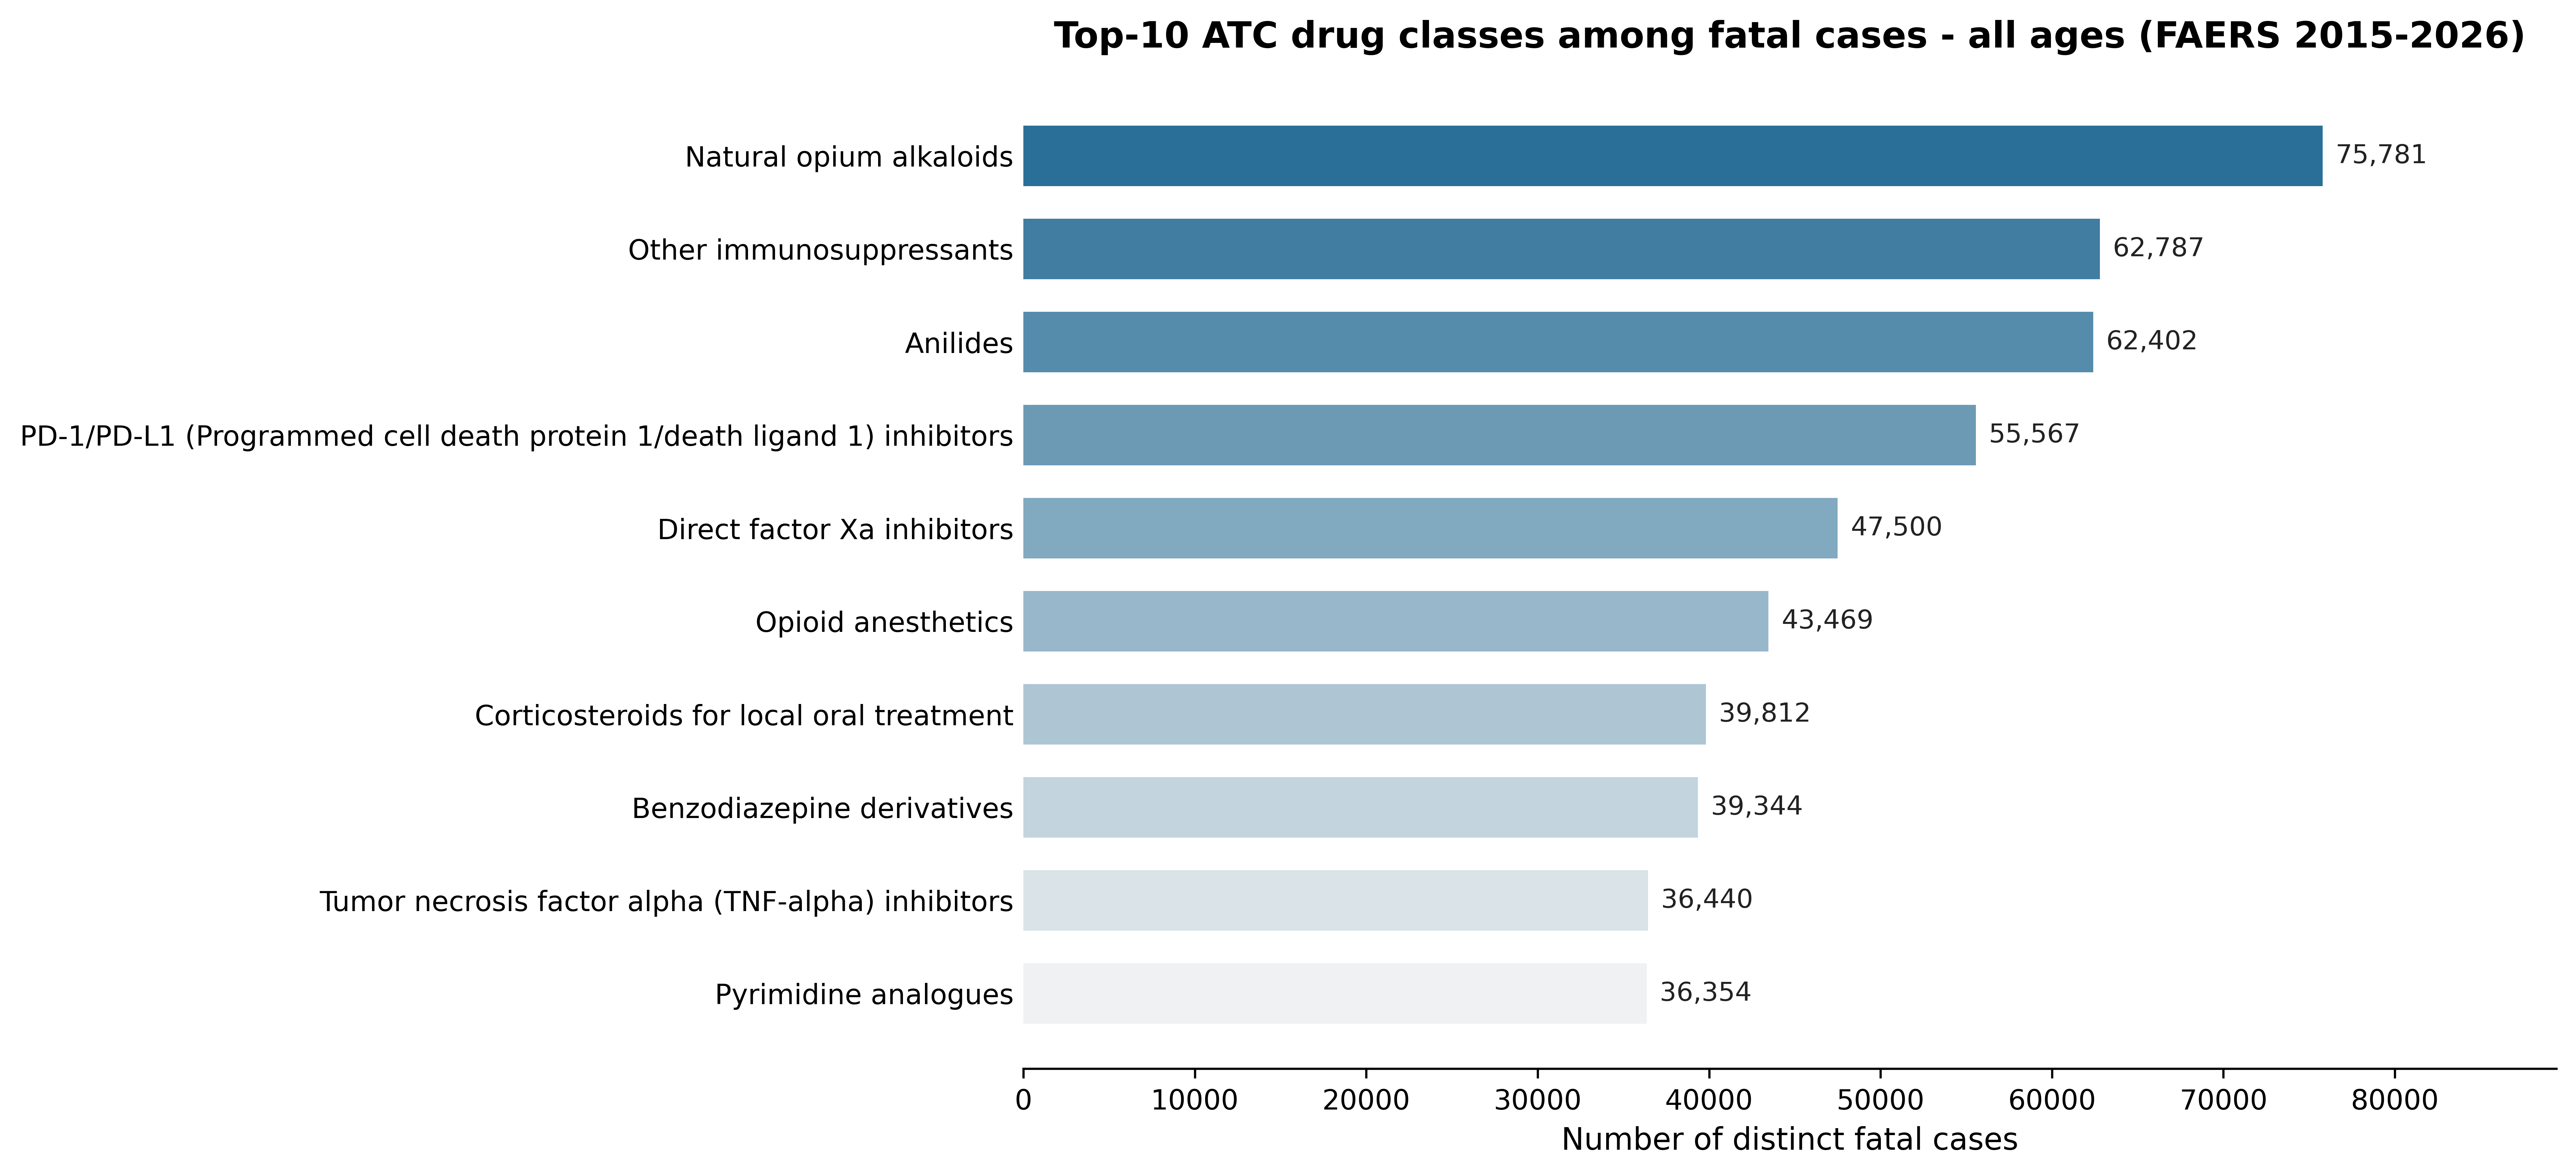 Top-10 ATC drug classes among fatal cases - all ages (FAERS 2015-2026)
Natural opium alkaloids 75,781
Other immunosuppressants 62,787
Anilides 62,402
PD-1/PD-L1 (Programmed cell death protein 1/death ligand 1) inhibitors 55,567
Direct factor Xa inhibitors 47,500
Opioid anesthetics 43,469
Corticosteroids for local oral treatment 39,812
Benzodiazepine derivatives 39,344
Tumor necrosis factor alpha (TNF-alpha) inhibitors 36,440
Pyrimidine analogues 36,354
0 10000 20000 30000 40000 50000 60000 70000 80000
Number of distinct fatal cases